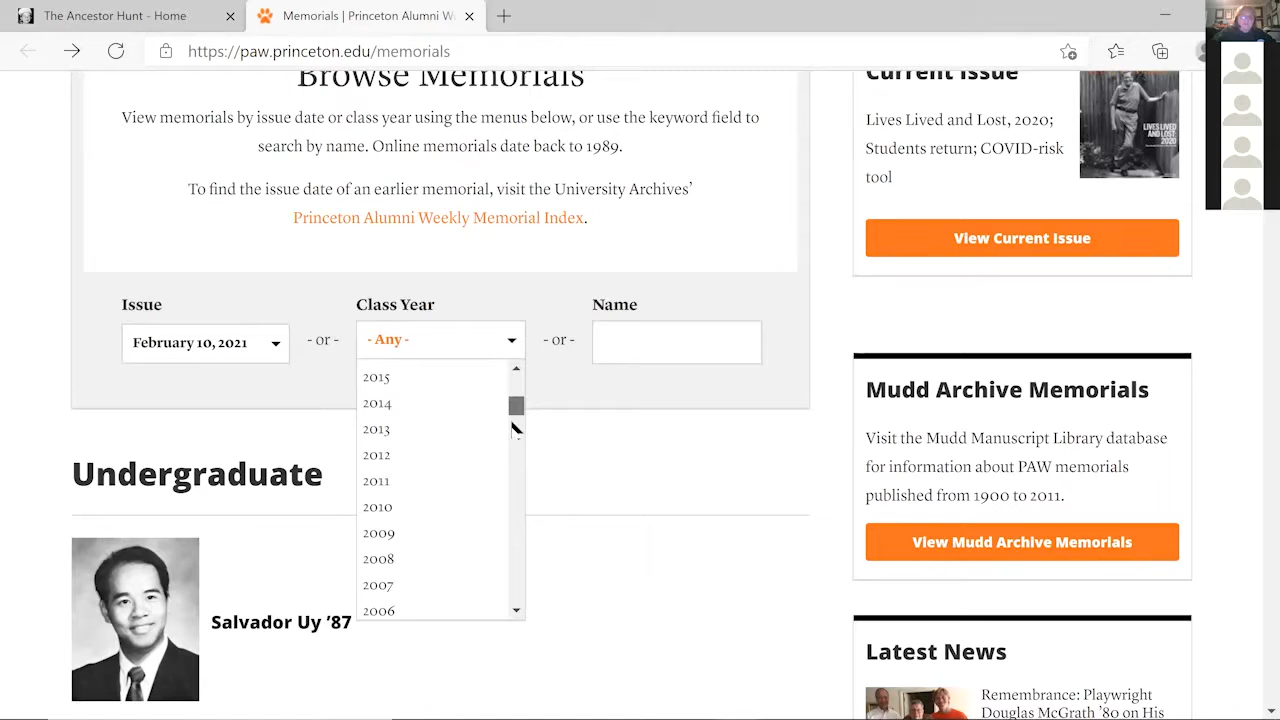 The Ancestor Hunt - Home
Memorials | Princeton Alumni W
https://paw.princeton.edu/memorials
Browse Memorials
View memorials by issue date or class year using the menus below, or use the keyword field to
search by name. Online memorials date back to 1989.
To find the issue date of an earlier memorial, visit the University Archives'
Princeton Alumni Weekly Memorial Index.
Issue
Class Year
Name
February 10, 2021
- or -
- Any -
- or -
2015
2014
2013
2012
2011
2010
2009
2008
2007
2006
Undergraduate
Salvador Uy '87
Current Issue
Lives Lived and Lost, 2020;
Students return; COVID-risk
tool
LIVES LIVED
AND LOST:
2020
View Current Issue
Mudd Archive Memorials
Visit the Mudd Manuscript Library database
for information about PAW memorials
published from 1900 to 2011.
View Mudd Archive Memorials
Latest News
Remembrance: Playwright
Douglas McGrath '80 on His